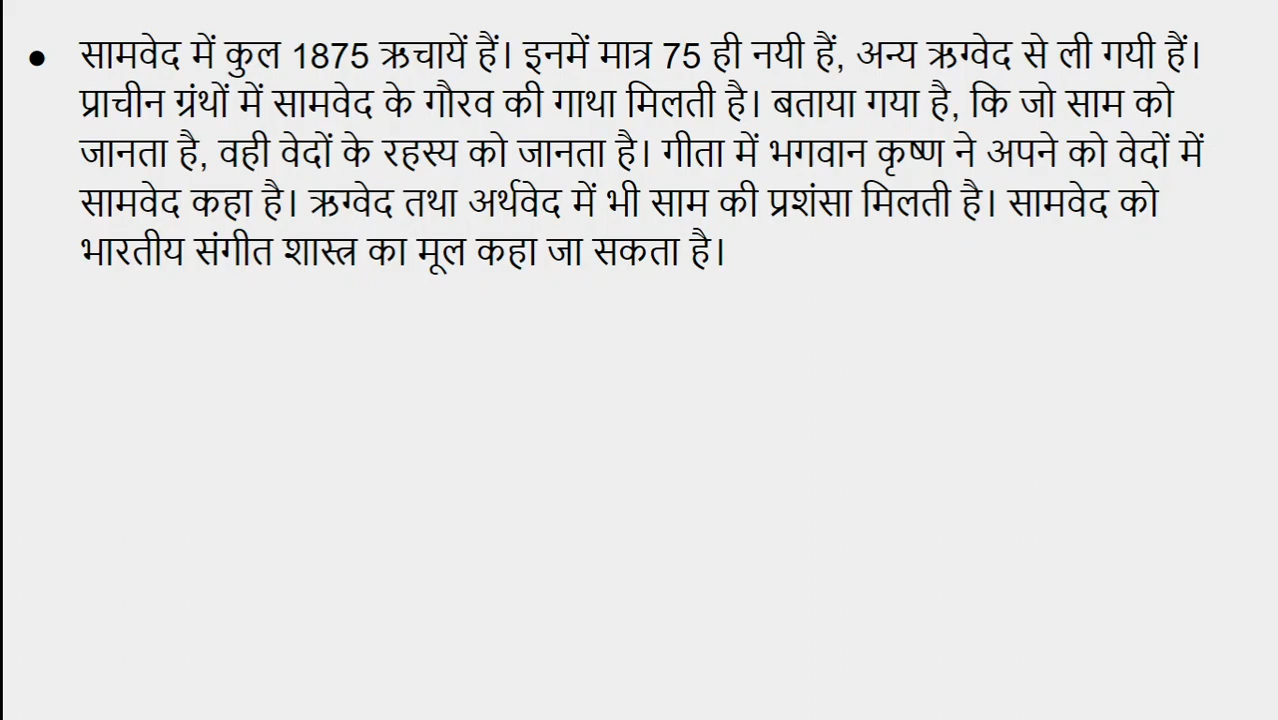 ● सामवेद में कुल 1875 ऋचायें हैं। इनमें मात्र 75 ही नयी हैं, अन्य ऋग्वेद से ली गयी हैं।
प्राचीन ग्रंथों में सामवेद के गौरव की गाथा मिलती है। बताया गया है, कि जो साम को
जानता है, वही वेदों के रहस्य को जानता है। गीता में भगवान कृष्ण ने अपने को वेदों में
सामवेद कहा है। ऋग्वेद तथा अर्थवेद में भी साम की प्रशंसा मिलती है। सामवेद को
भारतीय संगीत शास्त्र का मूल कहा जा सकता है।